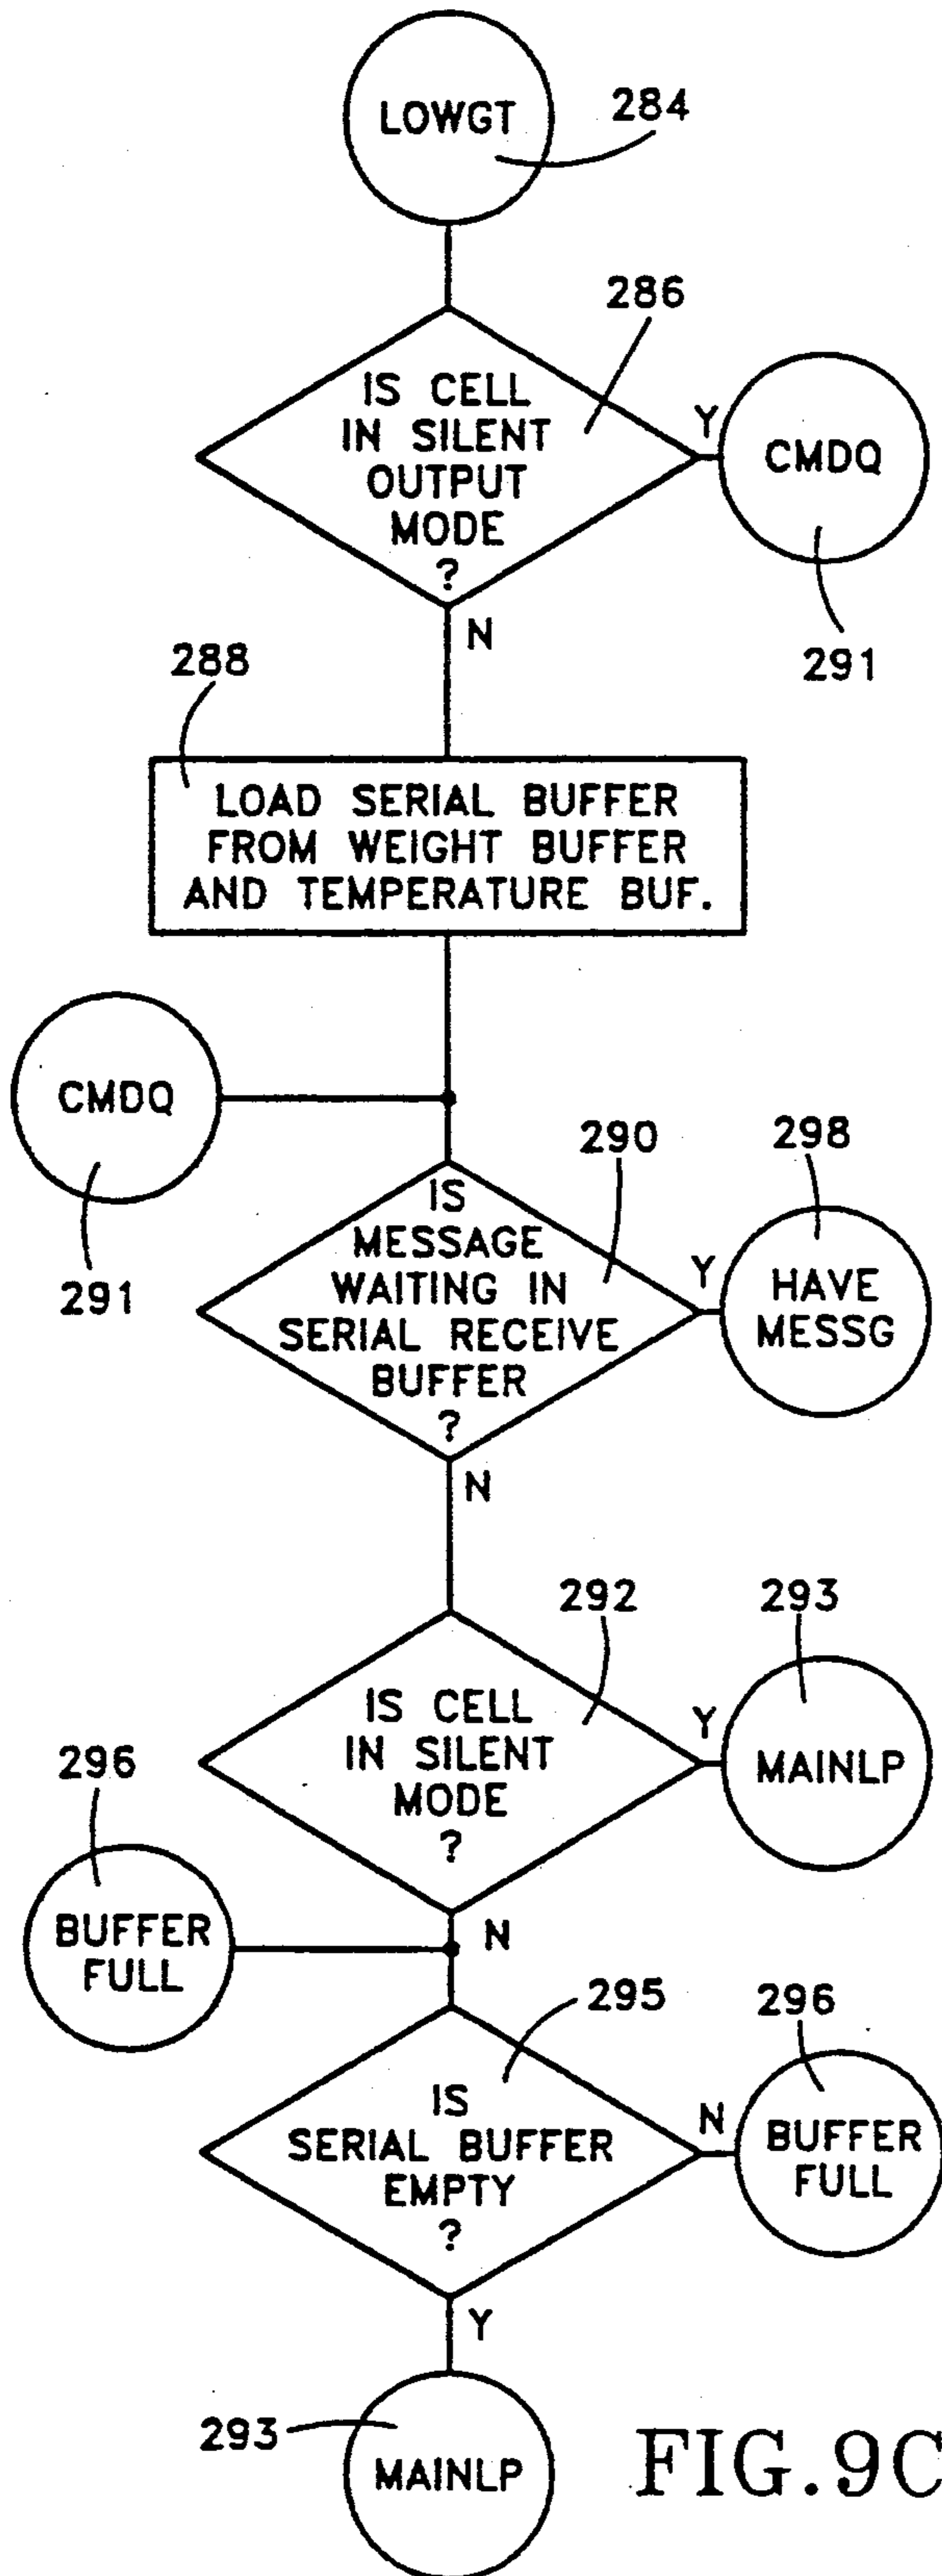 LOWGT
284
286
IS CELL
IN SILENT
OUTPUT
MODE
?
Y
CMDQ
291
N
288
LOAD SERIAL BUFFER
FROM WEIGHT BUFFER
AND TEMPERATURE BUF.
CMDQ
291
290
IS
MESSAGE
WAITING IN
SERIAL RECEIVE
BUFFER
?
Y
298
HAVE
MESSG
N
292
IS CELL
IN SILENT
MODE
?
Y
293
MAINLP
N
296
BUFFER
FULL
295
IS
SERIAL BUFFER
EMPTY
?
N
296
BUFFER
FULL
Y
293
MAINLP
FIG.9C